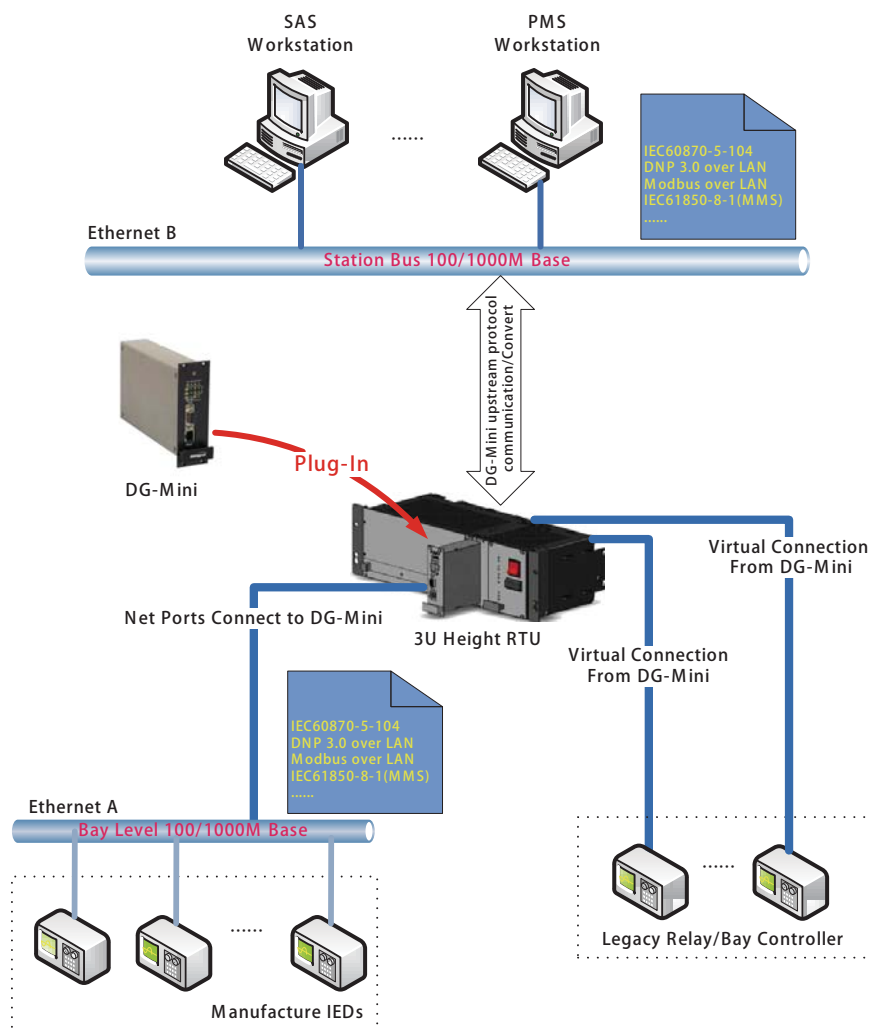 SAS
Workstation
PMS
Workstation
......
IEC60870-5-104
DNP 3.0 over LAN
Modbus over LAN
IEC61850-8-1(MMS)
......
Ethernet B
Station Bus 100/1000M Base
DG-Mini upstream protocol
communication/Convert
Plug-In
DG-Mini
Virtual Connection
From DG-Mini
Net Ports Connect to DG-Mini
3U Height RTU
Virtual Connection
From DG-Mini
IEC60870-5-104
DNP 3.0 over LAN
Modbus over LAN
IEC61850-8-1(MMS)
......
Ethernet A
Bay Level 100/1000M Base
......
......
Legacy Relay/Bay Controller
Manufacture IEDs